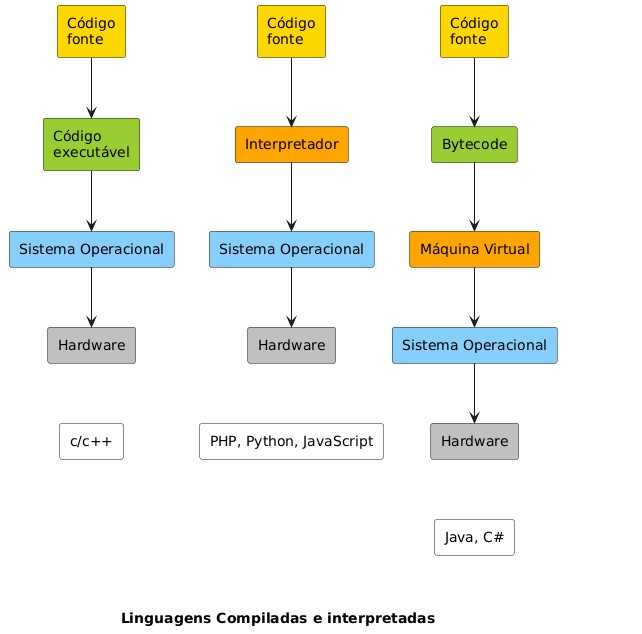 Código
fonte
Código
executável
Sistema Operacional
Hardware
c/c++
Código
fonte
Interpretador
Sistema Operacional
Hardware
PHP, Python, JavaScript
Código
fonte
Bytecode
Máquina Virtual
Sistema Operacional
Hardware
Java, C#
Linguagens Compiladas e interpretadas